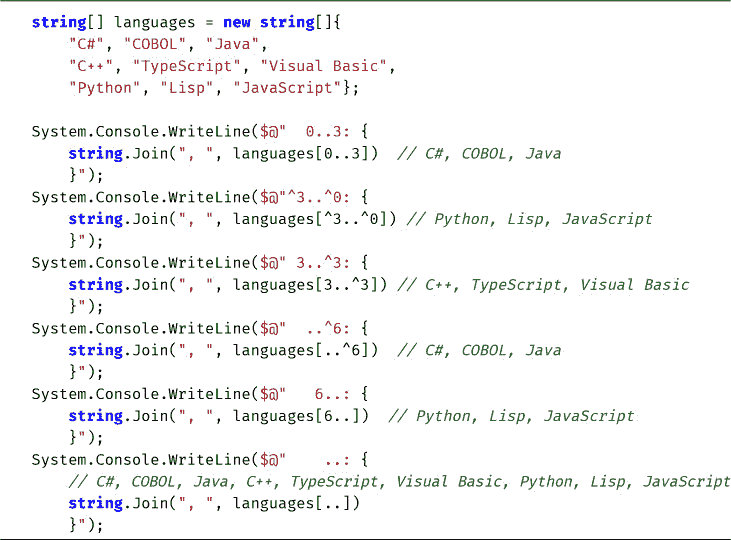 string[] languages = new string[]{
    "C#", "COBOL", "Java",
    "C++", "TypeScript", "Visual Basic",
    "Python", "Lisp", "JavaScript"};

System.Console.WriteLine($@"  0..3: {
    string.Join(", ", languages[0..3])  // C#, COBOL, Java
    }");
System.Console.WriteLine($@"^3..^0: {
    string.Join(", ", languages[^3..^0]) // Python, Lisp, JavaScript
    }");
System.Console.WriteLine($@" 3..^3: {
    string.Join(", ", languages[3..^3]) // C++, TypeScript, Visual Basic
    }");
System.Console.WriteLine($@"  ..^6: {
    string.Join(", ", languages[..^6])  // C#, COBOL, Java
    }");
System.Console.WriteLine($@"   6..: {
    string.Join(", ", languages[6..])  // Python, Lisp, JavaScript
    }");
System.Console.WriteLine($@"    ..: {
    // C#, COBOL, Java, C++, TypeScript, Visual Basic, Python, Lisp, JavaScript
    string.Join(", ", languages[..])
    }");